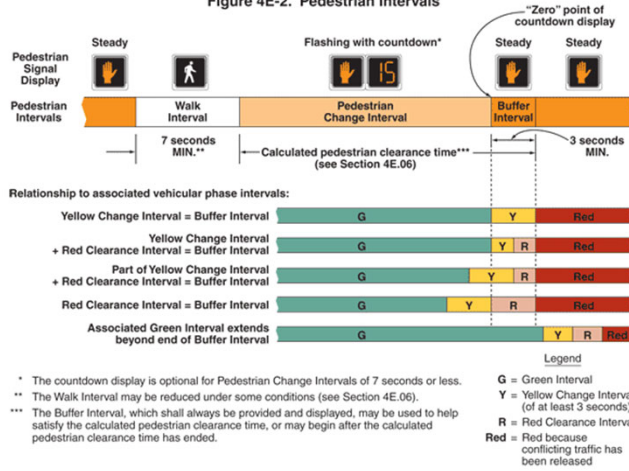 Figure 4E-2. Pedestrian Intervals
"Zero" point of
countdown display
Steady
Flashing with countdown*
Steady
Steady
Pedestrian
Signal
Display
15
Pedestrian
Intervals
Walk
Interval
Pedestrian
Change Interval
Buffer
Interval
7 seconds
MIN.**
Calculated pedestrian clearance time***
(see Section 4E.06)
3 seconds
MIN.
Relationship to associated vehicular phase intervals:
Yellow Change Interval = Buffer Interval
G
Y
Red
Yellow Change Interval
+ Red Clearance Interval = Buffer Interval
G
Y
R
Red
Part of Yellow Change Interval
+ Red Clearance Interval = Buffer Interval
G
Y
R
Red
Red Clearance Interval = Buffer Interval
G
Y
R
Red
Associated Green Interval extends
beyond end of Buffer Interval
G
Y
R
Red
Legend
G = Green Interval
Y = Yellow Change Interva
(of at least 3 seconds)
R = Red Clearance Interva
Red = Red because
conflicting traffic has
been released
* The countdown display is optional for Pedestrian Change Intervals of 7 seconds or less.
** The Walk Interval may be reduced under some conditions (see Section 4E.06).
*** The Buffer Interval, which shall always be provided and displayed, may be used to help
satisfy the calculated pedestrian clearance time, or may begin after the calculated
pedestrian clearance time has ended.